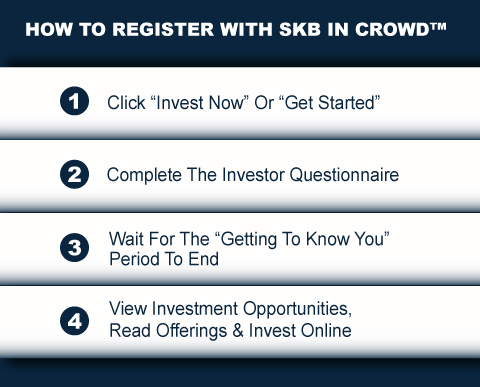 HOW TO REGISTER WITH SKB IN CROWD™
1 Click “Invest Now” Or “Get Started”
2 Complete The Investor Questionnaire
3 Wait For The “Getting To Know You”
Period To End
4 View Investment Opportunities,
Read Offerings & Invest Online